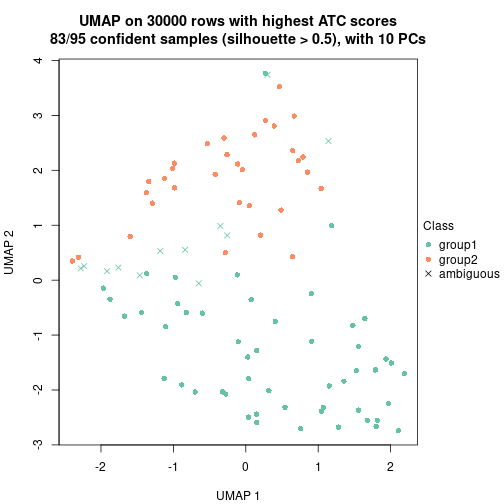 UMAP on 30000 rows with highest ATC scores
83/95 confident samples (silhouette > 0.5), with 10 PCs
4
3
2
1
0
-1
-2
-3
UMAP 2
-2
-1
0
1
2
UMAP 1
Class
group1
group2
ambiguous